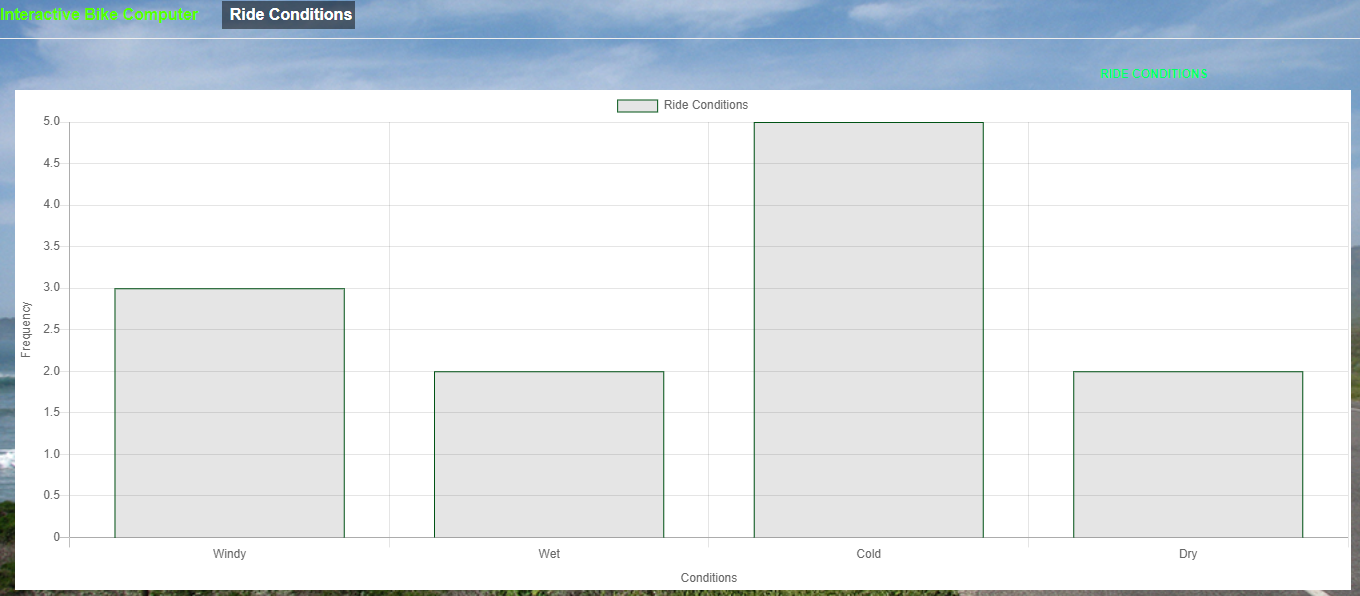 Interactive Bike Computer Ride Conditions
RIDE CONDITIONS
Ride Conditions
5.0
4.5
4.0
3.5
3.0
2.5
2.0
1.5
1.0
0.5
0
Frequency
Windy Wet Cold Dry
Conditions